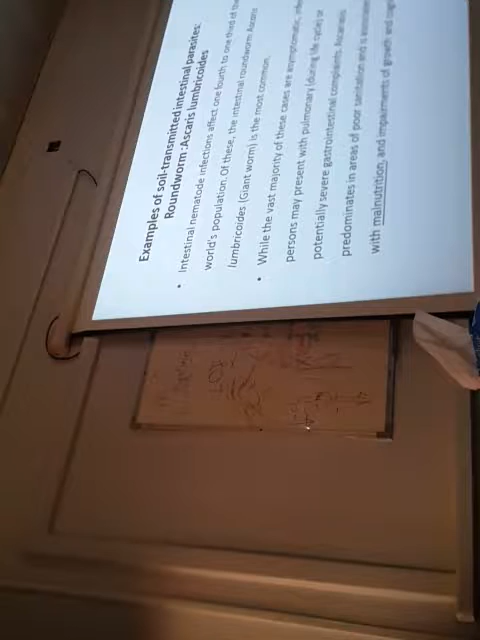 Examples of soil-transmitted intestinal parasites:
Roundworm :Ascaris lumbricoides
• Intestinal nematode infections affect one fourth to one third of the
world's population. Of these, the intestinal roundworm Ascaris
lumbricoides (Giant worm) is the most common.
• While the vast majority of these cases are asymptomatic,
persons may present with pulmonary (during life cycle) or
potentially severe gastrointestinal complaints. Ascariasis
predominates in areas of poor sanitation and is
with malnutrition, and impairments of growth and